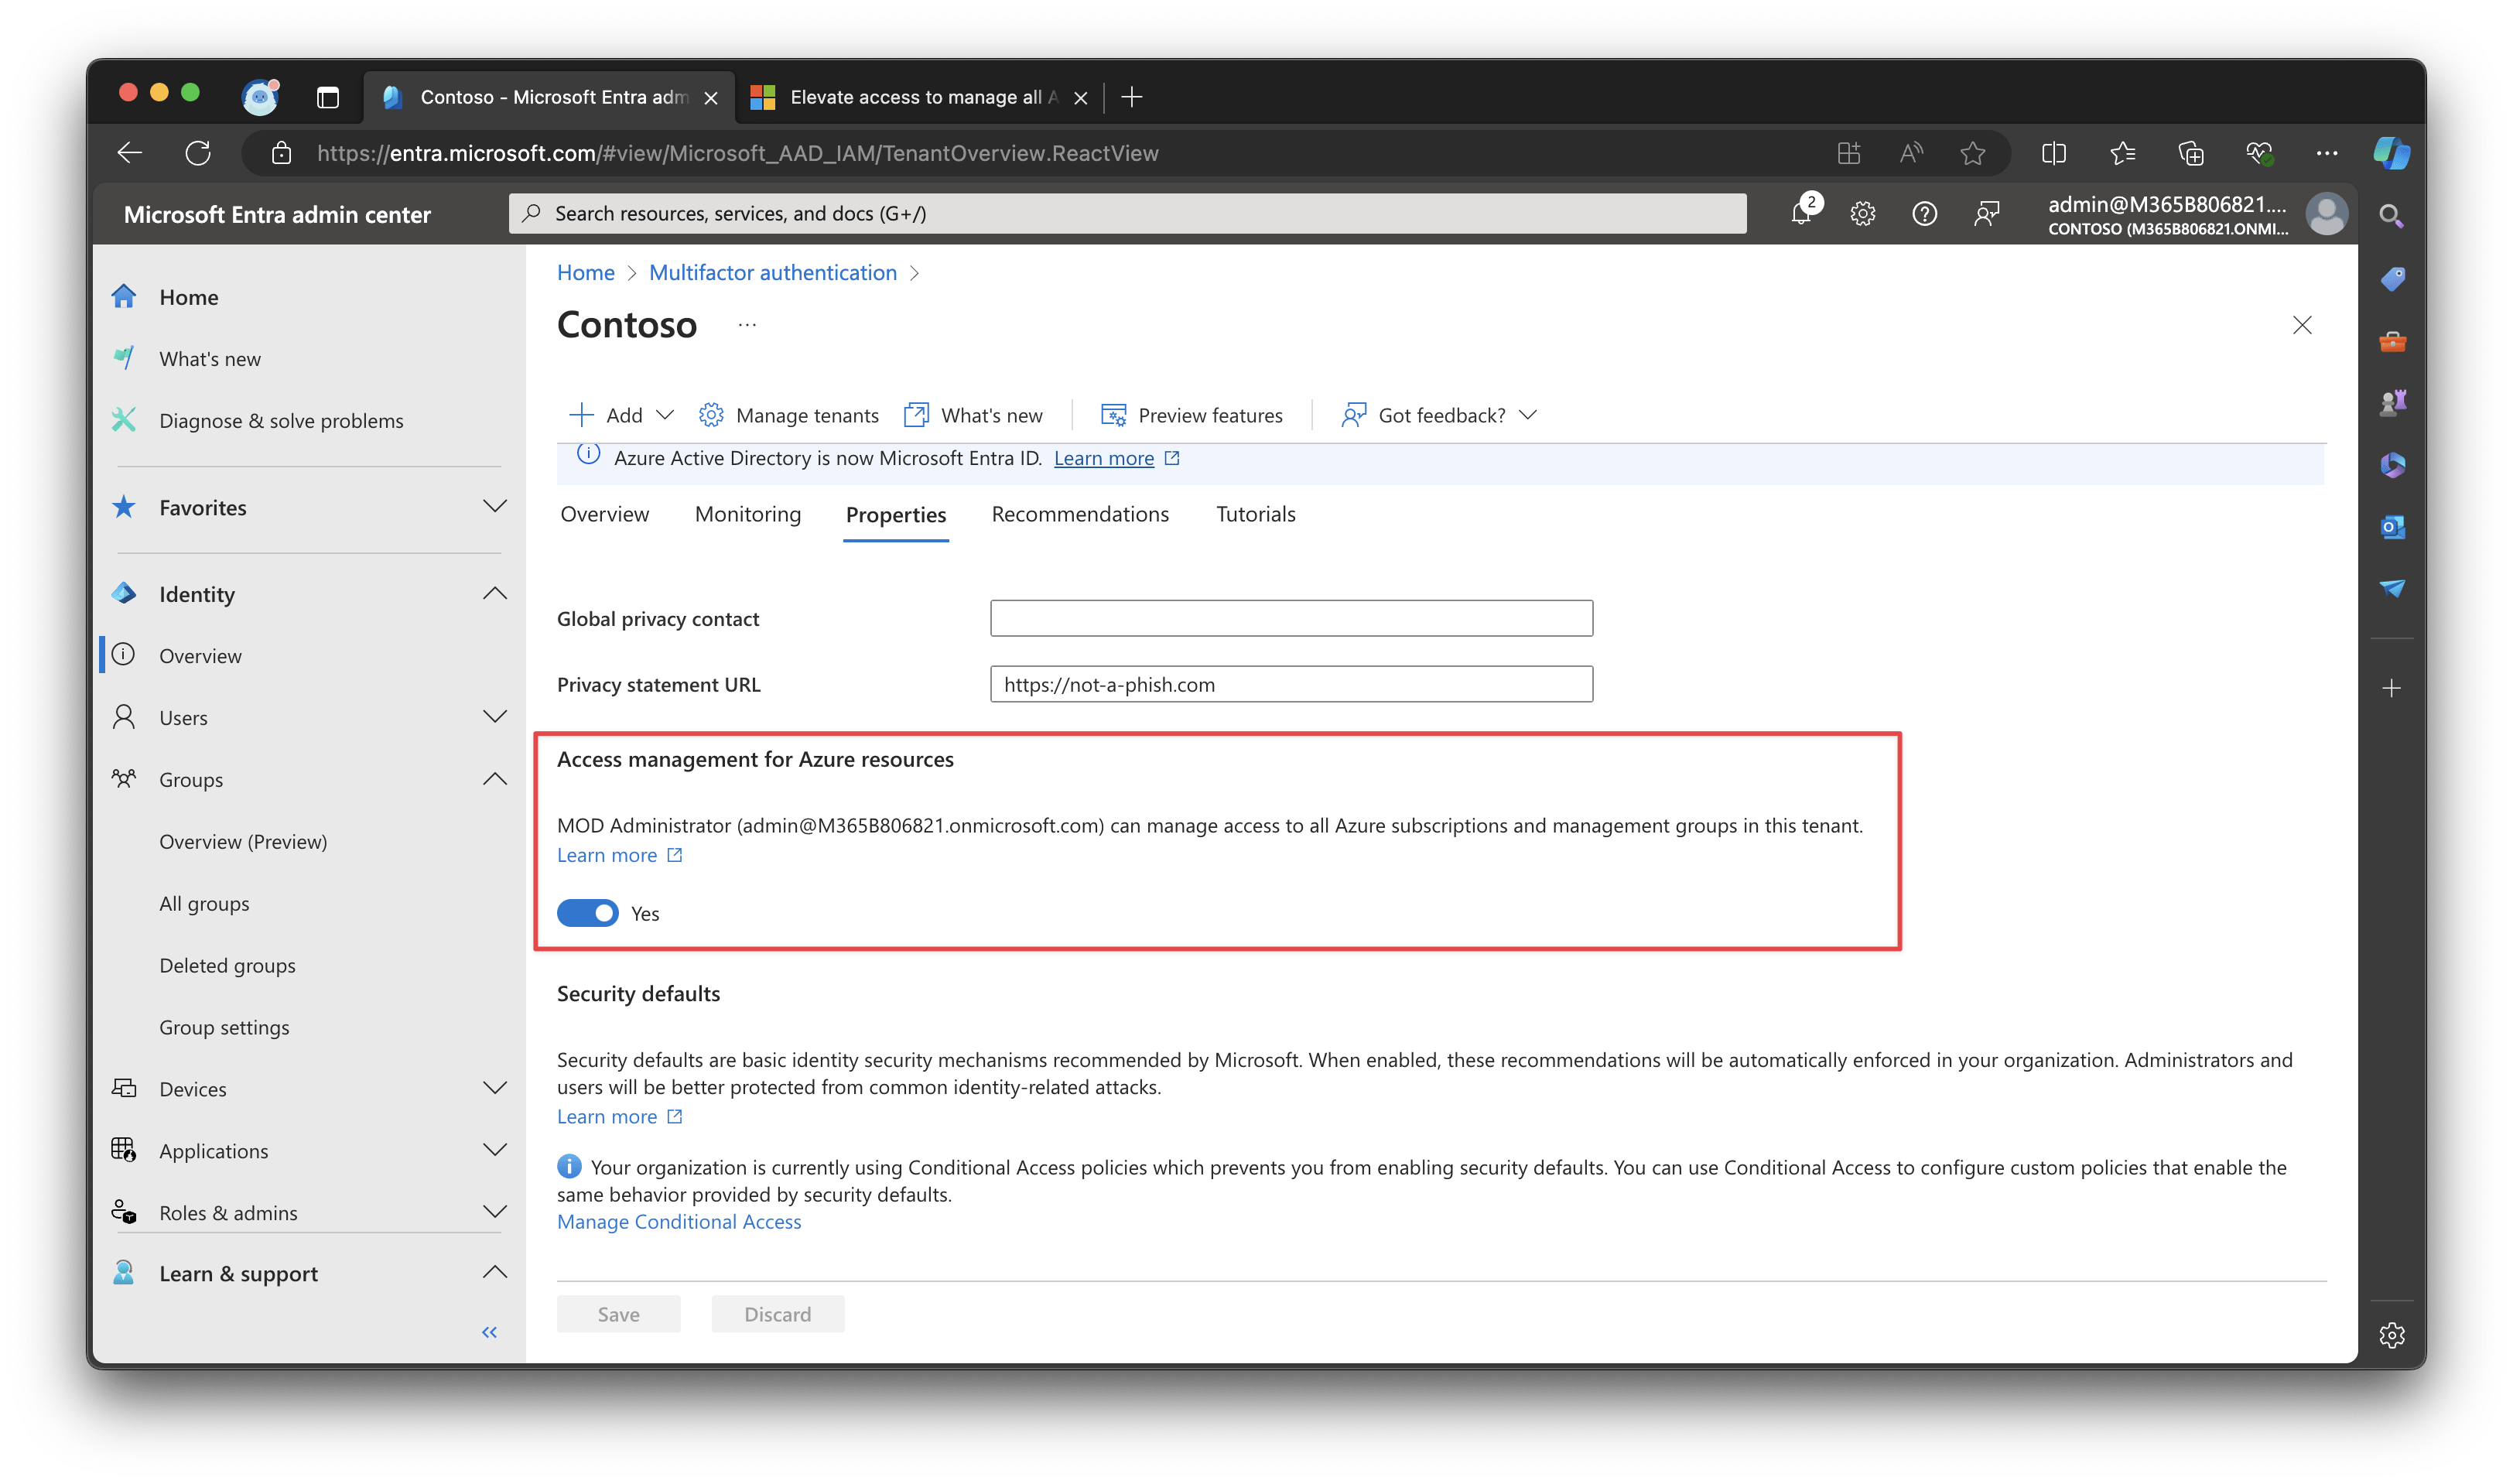 Contoso - Microsoft Entra adm
Elevate access to manage all A
https://entra.microsoft.com/#view/Microsoft_AAD_IAM/TenantOverview.ReactView
Microsoft Entra admin center
Search resources, services, and docs (G+/)
2
admin@M365B806821....
CONTOSO (M365B806821.ONMI...
Home
What's new
Diagnose & solve problems
Favorites
Identity
Overview
Users
Groups
Overview (Preview)
All groups
Deleted groups
Group settings
Devices
Applications
Roles & admins
Learn & support
Home > Multifactor authentication >
Contoso ...
Add
Manage tenants
What's new
Preview features
Got feedback?
Azure Active Directory is now Microsoft Entra ID. Learn more
Overview
Monitoring
Properties
Recommendations
Tutorials
Global privacy contact
Privacy statement URL
https://not-a-phish.com
Access management for Azure resources
MOD Administrator (admin@M365B806821.onmicrosoft.com) can manage access to all Azure subscriptions and management groups in this tenant.
Learn more
Yes
Security defaults
Security defaults are basic identity security mechanisms recommended by Microsoft. When enabled, these recommendations will be automatically enforced in your organization. Administrators and
users will be better protected from common identity-related attacks.
Learn more
Your organization is currently using Conditional Access policies which prevents you from enabling security defaults. You can use Conditional Access to configure custom policies that enable the
same behavior provided by security defaults.
Manage Conditional Access
Save
Discard